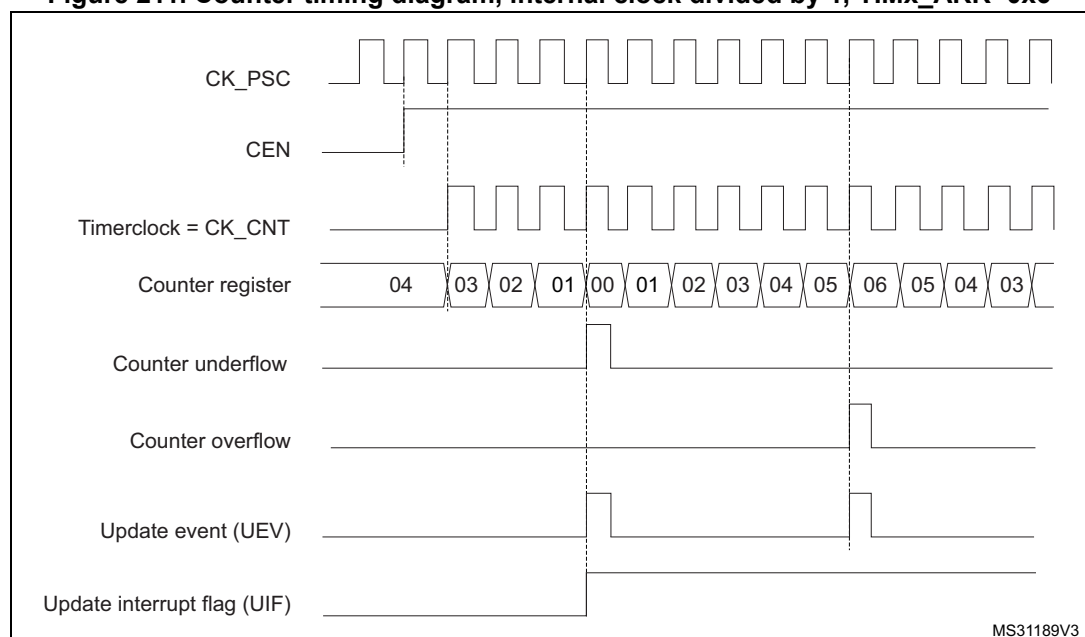 CK_PSC
CEN
Timerclock = CK_CNT
Counter register 04 03 02 01 00 01 02 03 04 05 06 05 04 03
Counter underflow
Counter overflow
Update event (UEV)
Update interrupt flag (UIF)
MS31189V3